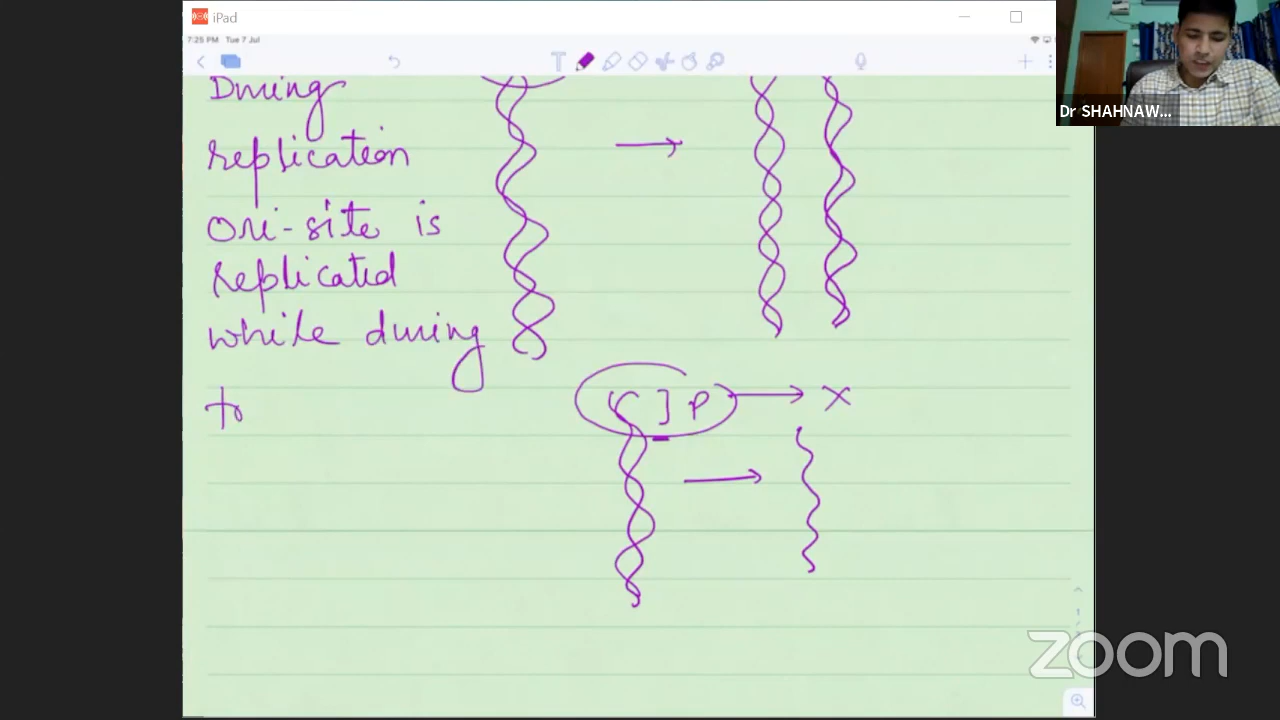 iPad
7:25 PM Tue 7 Jul
T
During
replication
Ori-site is
replicated
while during
P
X
Dr SHAHNAW...
zoom